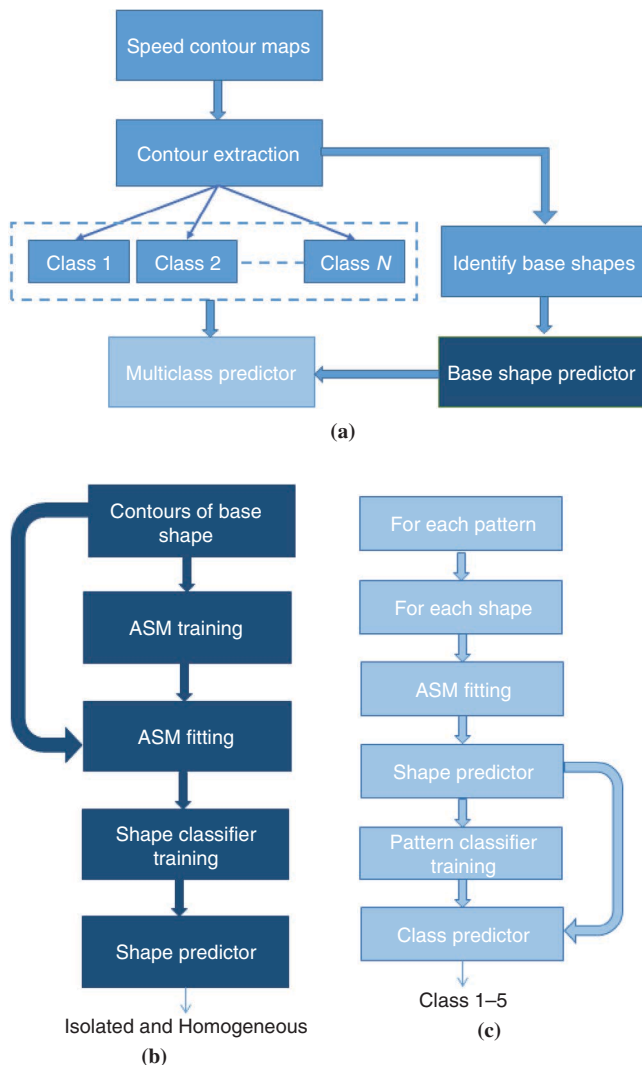 Speed contour maps
Contour extraction
Class 1
Class 2
Class N
Identify base shapes
Multiclass predictor
Base shape predictor
(a)
Contours of base
shape
ASM training
ASM fitting
Shape classifier
training
Shape predictor
Isolated and Homogeneous
(b)
For each pattern
For each shape
ASM fitting
Shape predictor
Pattern classifier
training
Class predictor
Class 1–5
(c)